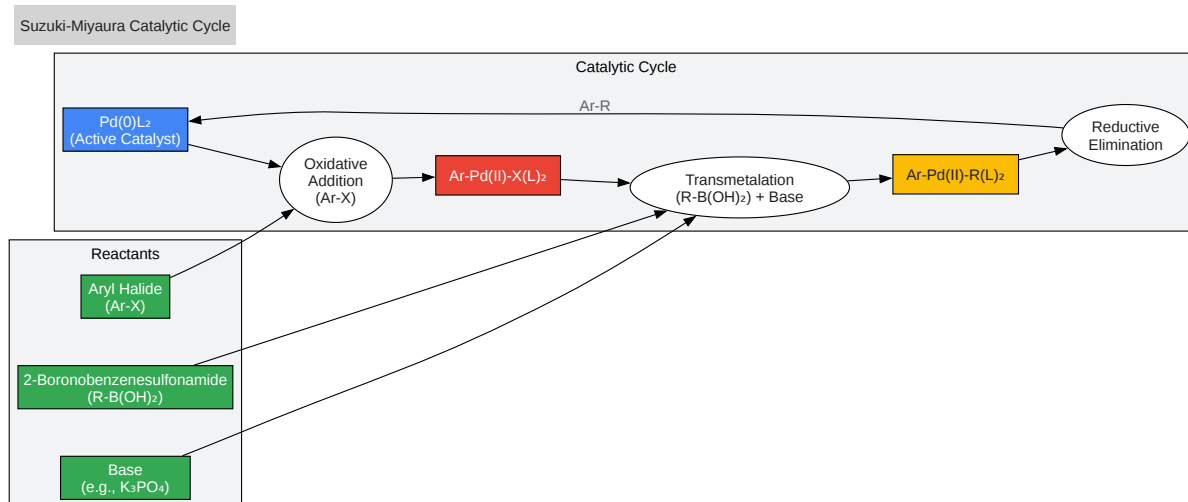 Suzuki-Miyaura Catalytic Cycle
Catalytic Cycle
Ar-R
Pd(0)L₂
(Active Catalyst)
Oxidative
Addition
(Ar-X)
Ar-Pd(II)-X(L)₂
Transmetalation
(R-B(OH)₂) + Base
Ar-Pd(II)-R(L)₂
Reductive
Elimination
Reactants
Aryl Halide
(Ar-X)
2-Boronobenzenesulfonamide
(R-B(OH)₂)
Base
(e.g., K₃PO₄)